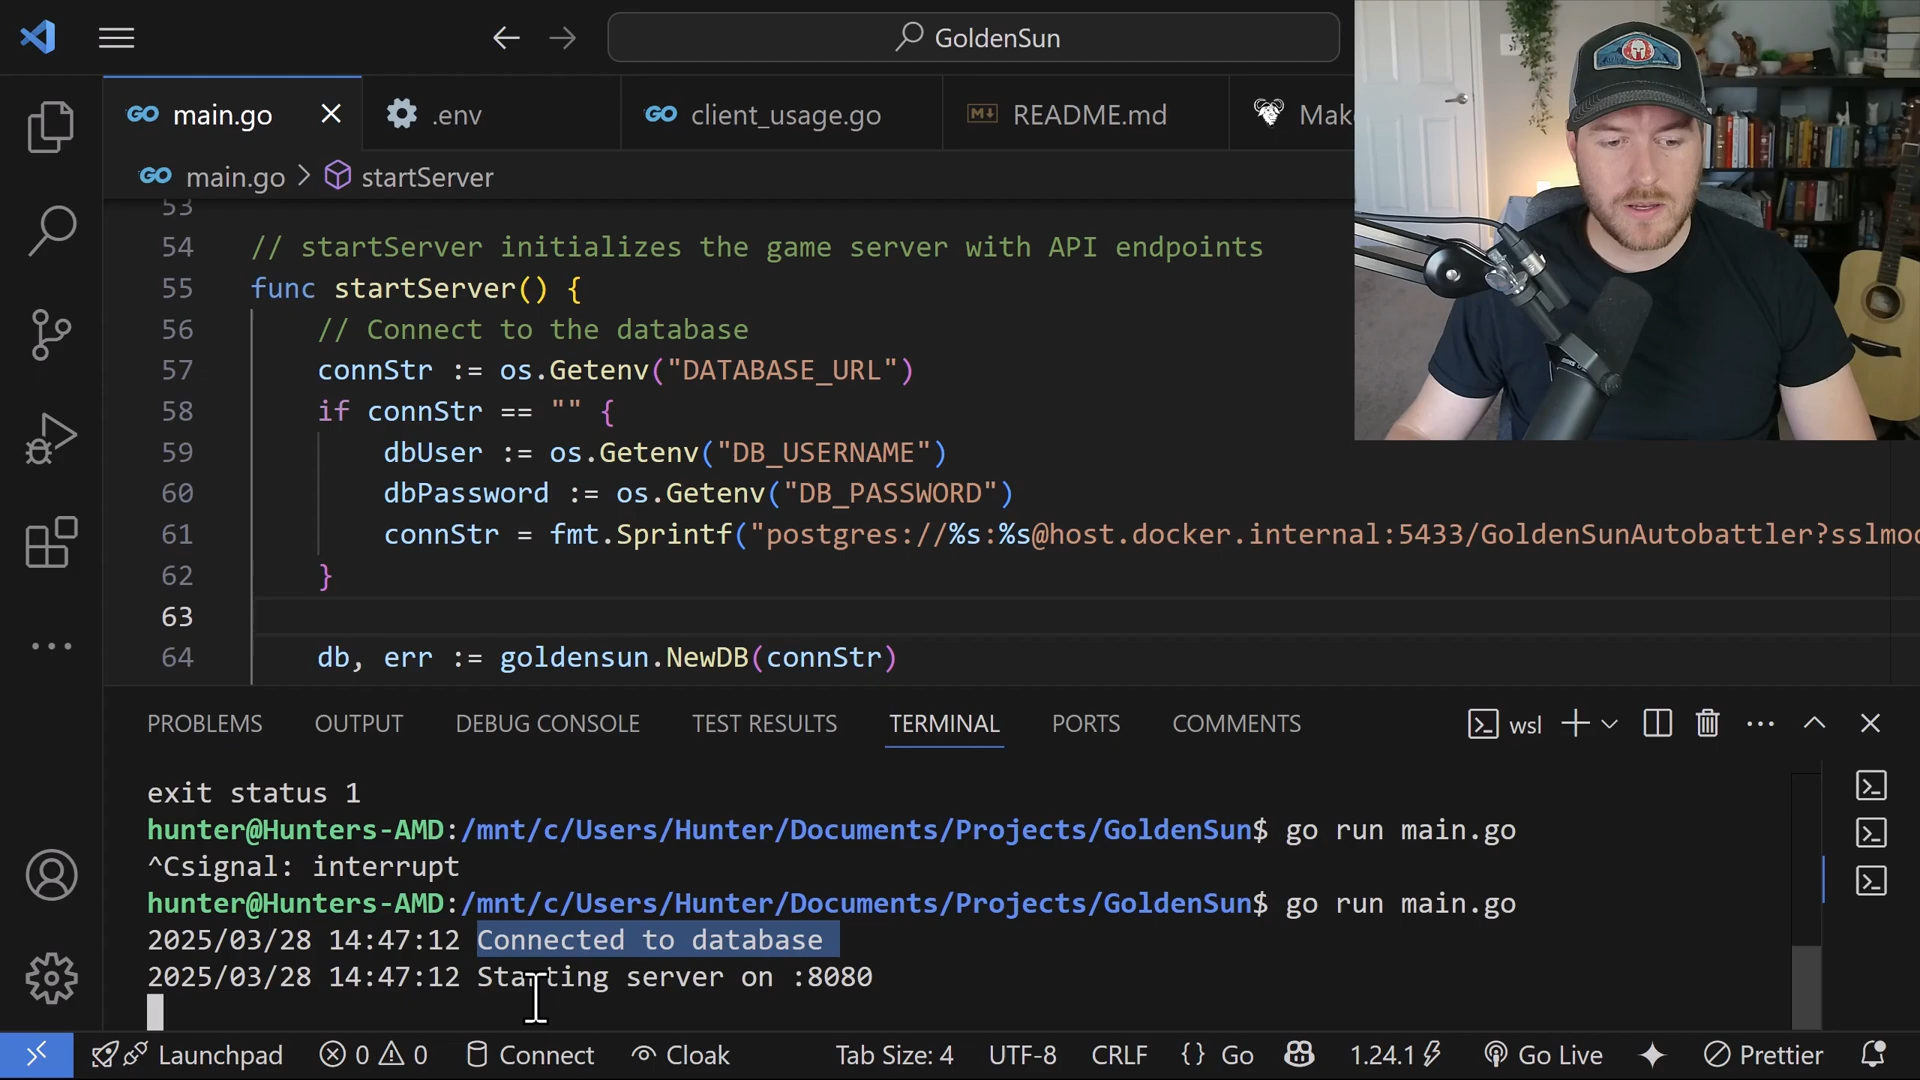 GoldenSun
main.go
.env
client_usage.go
README.md
Mak
main.go > startServer
53
54 // startServer initializes the game server with API endpoints
55 func startServer() {
56 // Connect to the database
57 connStr := os.Getenv("DATABASE_URL")
58 if connStr == "" {
59 dbUser := os.Getenv("DB_USERNAME")
60 dbPassword := os.Getenv("DB_PASSWORD")
61 connStr = fmt.Sprintf("postgres://%s:%s@host.docker.internal:5433/GoldenSunAutobattler?sslmod
62 }
63
64 db, err := goldensun.NewDB(connStr)
PROBLEMS OUTPUT DEBUG CONSOLE TEST RESULTS TERMINAL PORTS COMMENTS
wsl
exit status 1
hunter@Hunters-AMD:/mnt/c/Users/Hunter/Documents/Projects/GoldenSun$ go run main.go
^Csignal: interrupt
hunter@Hunters-AMD:/mnt/c/Users/Hunter/Documents/Projects/GoldenSun$ go run main.go
2025/03/28 14:47:12 Connected to database
2025/03/28 14:47:12 Starting server on :8080
Launchpad 0 0 Connect Cloak Tab Size: 4 UTF-8 CRLF {} Go 1.24.1 Go Live Prettier